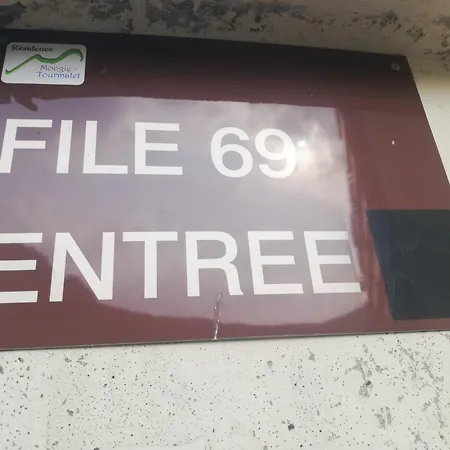 Résidence
Mongie-
Tourmalet
FILE 69
ENTREE